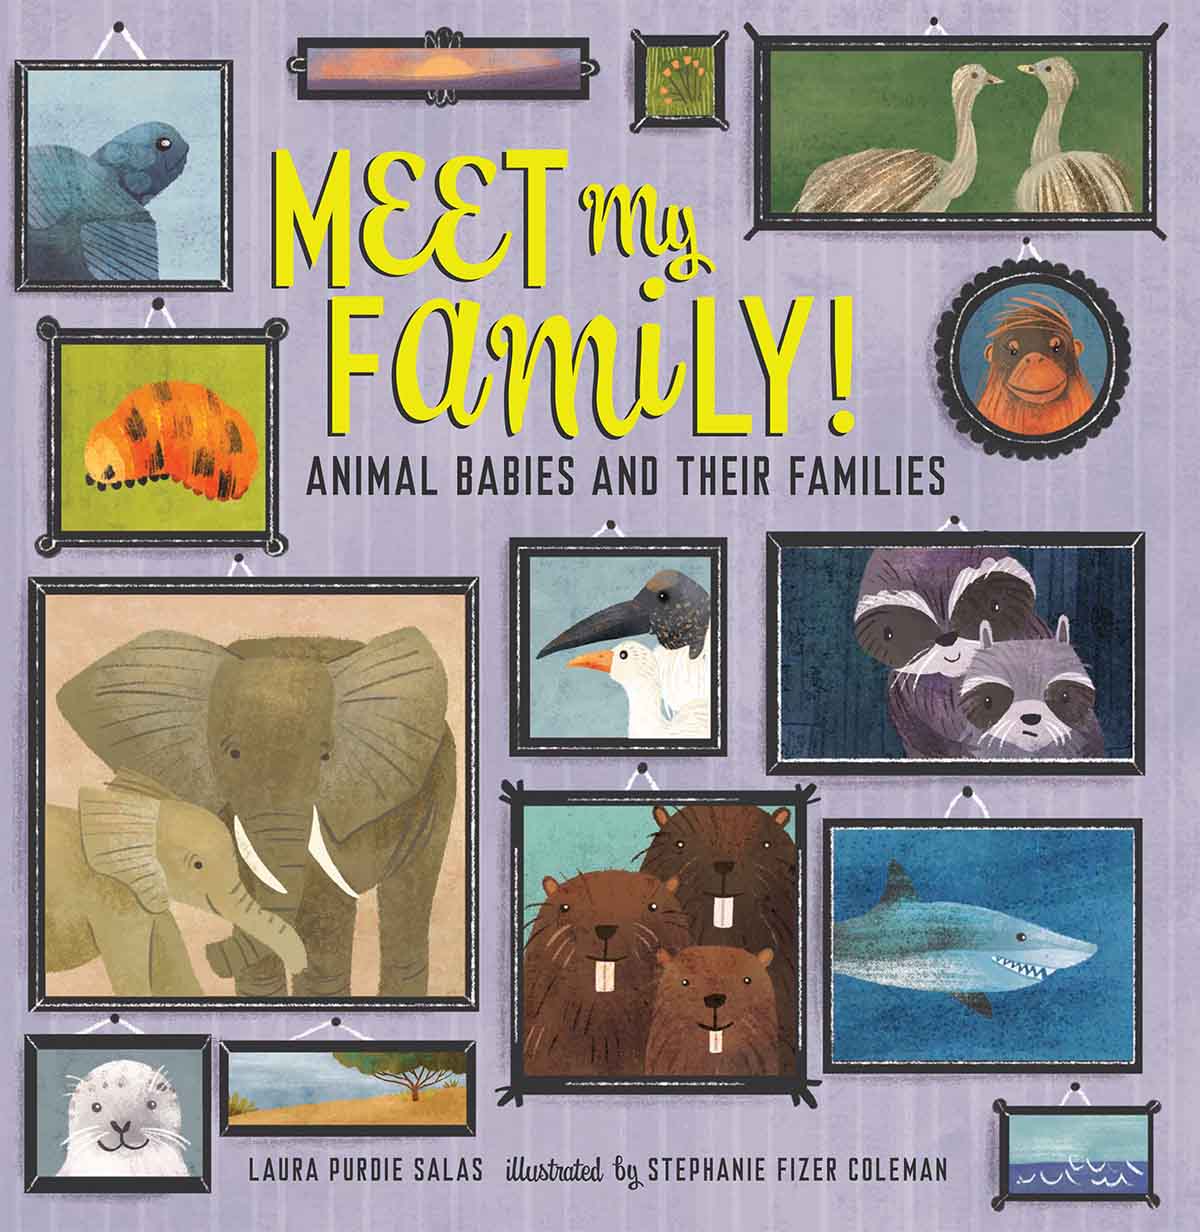 MEET my
FAMiLY!
ANIMAL BABIES AND THEIR FAMILIES
LAURA PURDIE SALAS illustrated by STEPHANIE FIZER COLEMAN